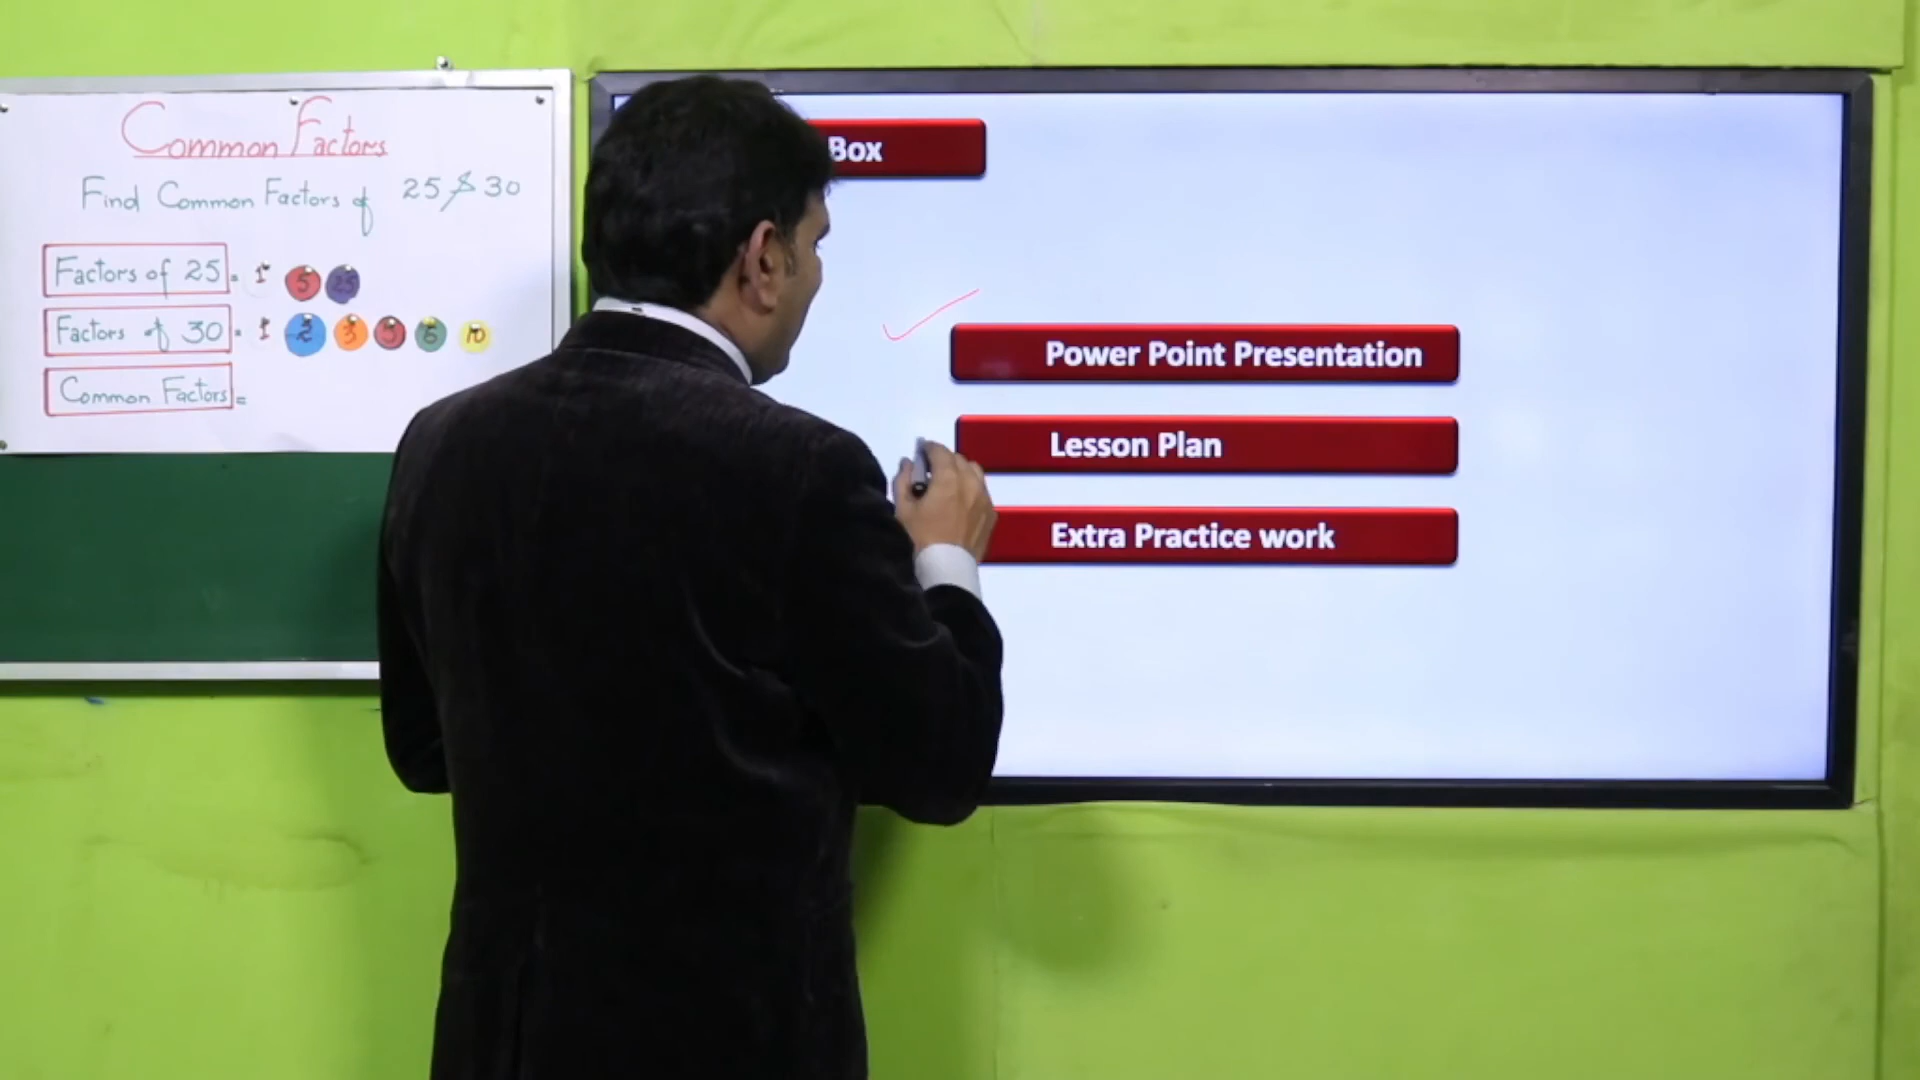 Common Factors
Find Common Factors of 25 & 30
Factors of 25 = 1 5 25
Factors of 30 = 1 2 3 5 6 10
Common Factors =
Box
Power Point Presentation
Lesson Plan
Extra Practice work